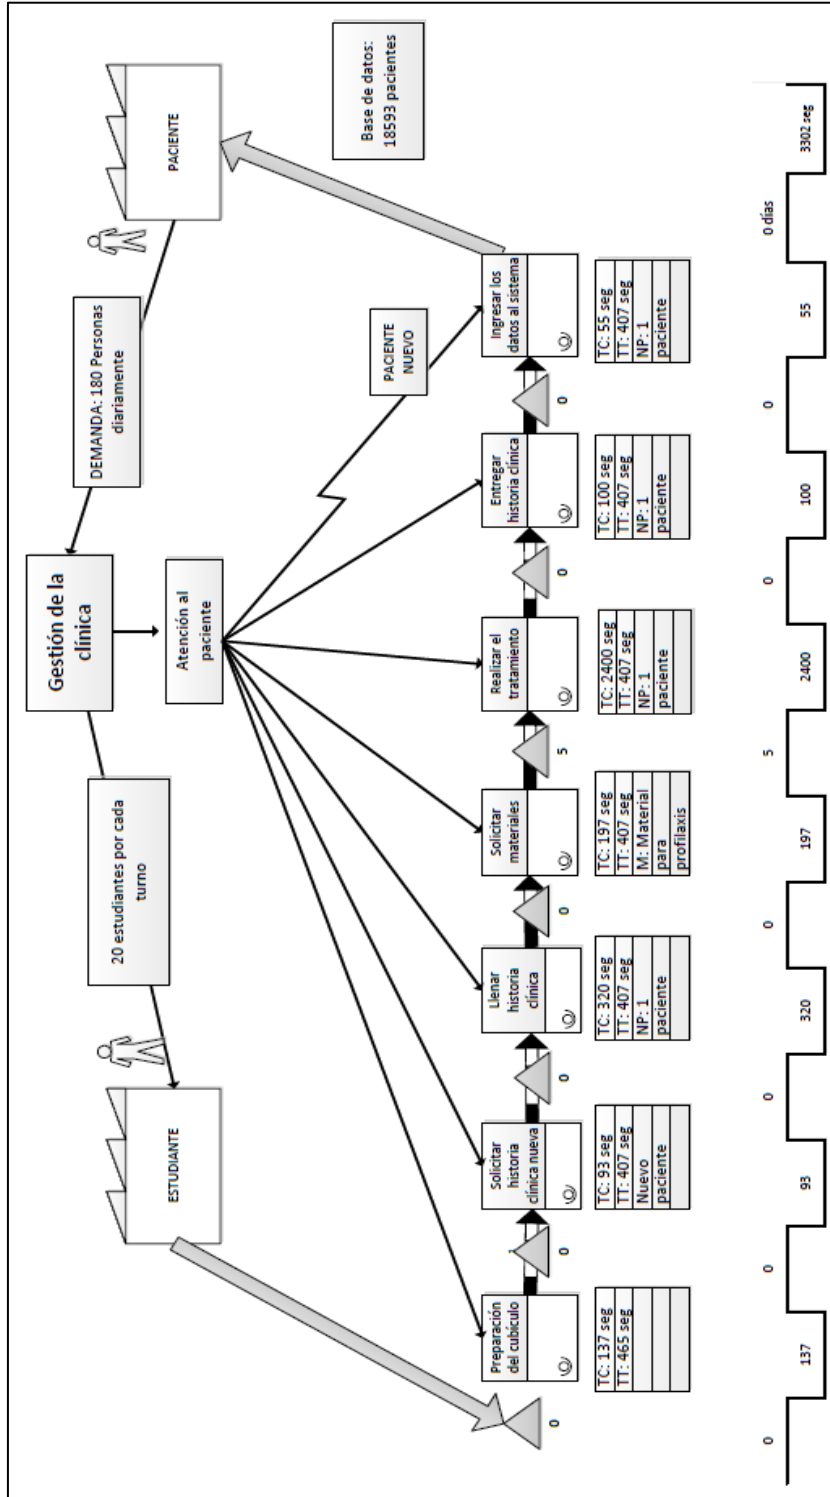 ESTUDIANTE
20 estudiantes por cada
turno
Gestión de la
clínica
DEMANDA: 180 Personas
diariamente
PACIENTE
Atención al
paciente
PACIENTE
NUEVO
Base de datos:
18593 pacientes
0
Preparación
del cubículo
TC: 137 seg
TT: 465 seg
1
0
Solicitar
historia
clínica nueva
TC: 93 seg
TT: 407 seg
Nuevo
paciente
0
Llenar
historia
clínica
TC: 320 seg
TT: 407 seg
NP: 1
paciente
0
Solicitar
materiales
TC: 197 seg
TT: 407 seg
M: Material
para
profilaxis
5
Realizar el
tratamiento
TC: 2400 seg
TT: 407 seg
NP: 1
paciente
0
Entregar
historia clínica
TC: 100 seg
TT: 407 seg
NP: 1
paciente
0
Ingresar los
datos al sistema
TC: 55 seg
TT: 407 seg
NP: 1
paciente
0
137
0
93
0
320
0
197
5
2400
0
100
0
55
0 días
3302 seg